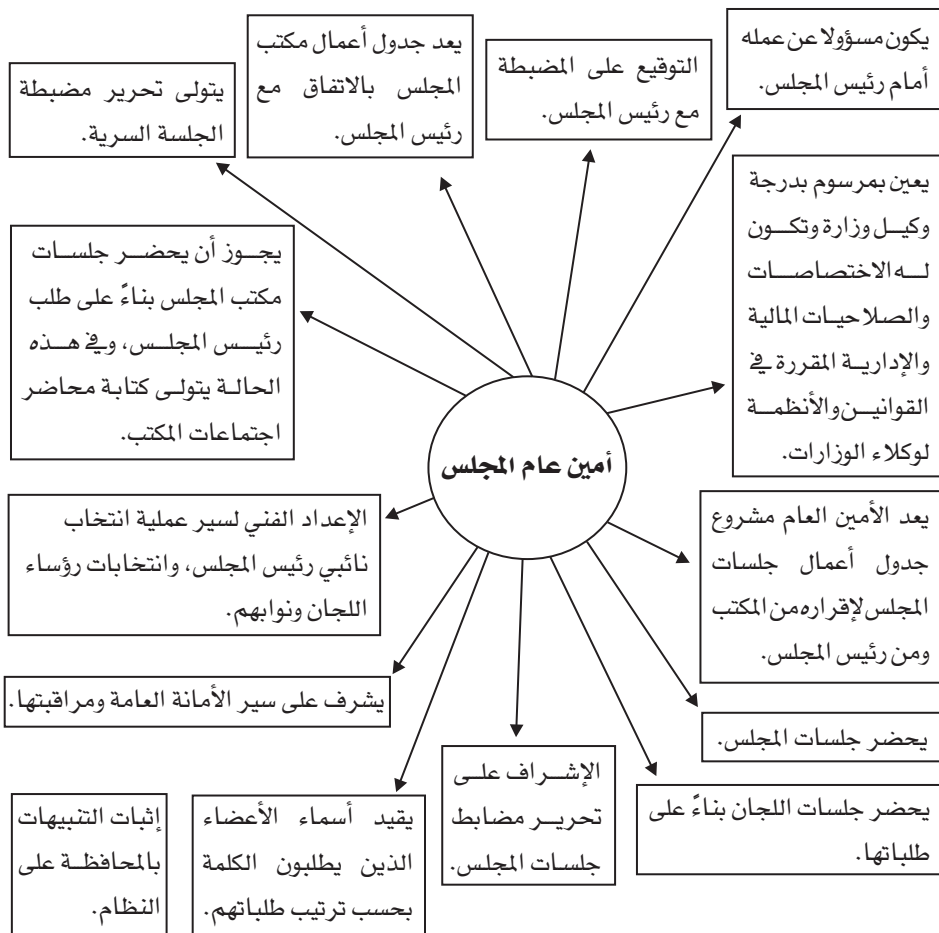 يكون مسؤولا عن عمله
أمام رئيس المجلس.
التوقيع على المضبطة
مع رئيس المجلس.
يعد جدول أعمال مكتب
المجلس بالاتفاق مع
رئيس المجلس.
يتولى تحرير مضبطة
الجلسة السرية.
يعين بمرسوم بدرجة
وكيل وزارة وتكون
له الاختصاصات
والصلاحيات المالية
والإدارية المقررة في
القوانين والأنظمة
لوكلاء الوزارات.
يجوز أن يحضر جلسات
مكتب المجلس بناءً على طلب
رئيس المجلس، وفي هذه
الحالة يتولى كتابة محاضر
اجتماعات المكتب.
أمين عام المجلس
يعد الأمين العام مشروع
جدول أعمال جلسات
المجلس لإقراره من المكتب
ومن رئيس المجلس.
الإعداد الفني لسير عملية انتخاب
نائبي رئيس المجلس، وانتخابات رؤساء
اللجان ونوابهم.
يشرف على سير الأمانة العامة ومراقبتها.
يحضر جلسات المجلس.
يحضر جلسات اللجان بناءً على
طلباتها.
الإشراف على
تحرير مضابط
جلسات المجلس.
يقيد أسماء الأعضاء
الذين يطلبون الكلمة
بحسب ترتيب طلباتهم.
إثبات التنبيهات
بالمحافظة على
النظام.